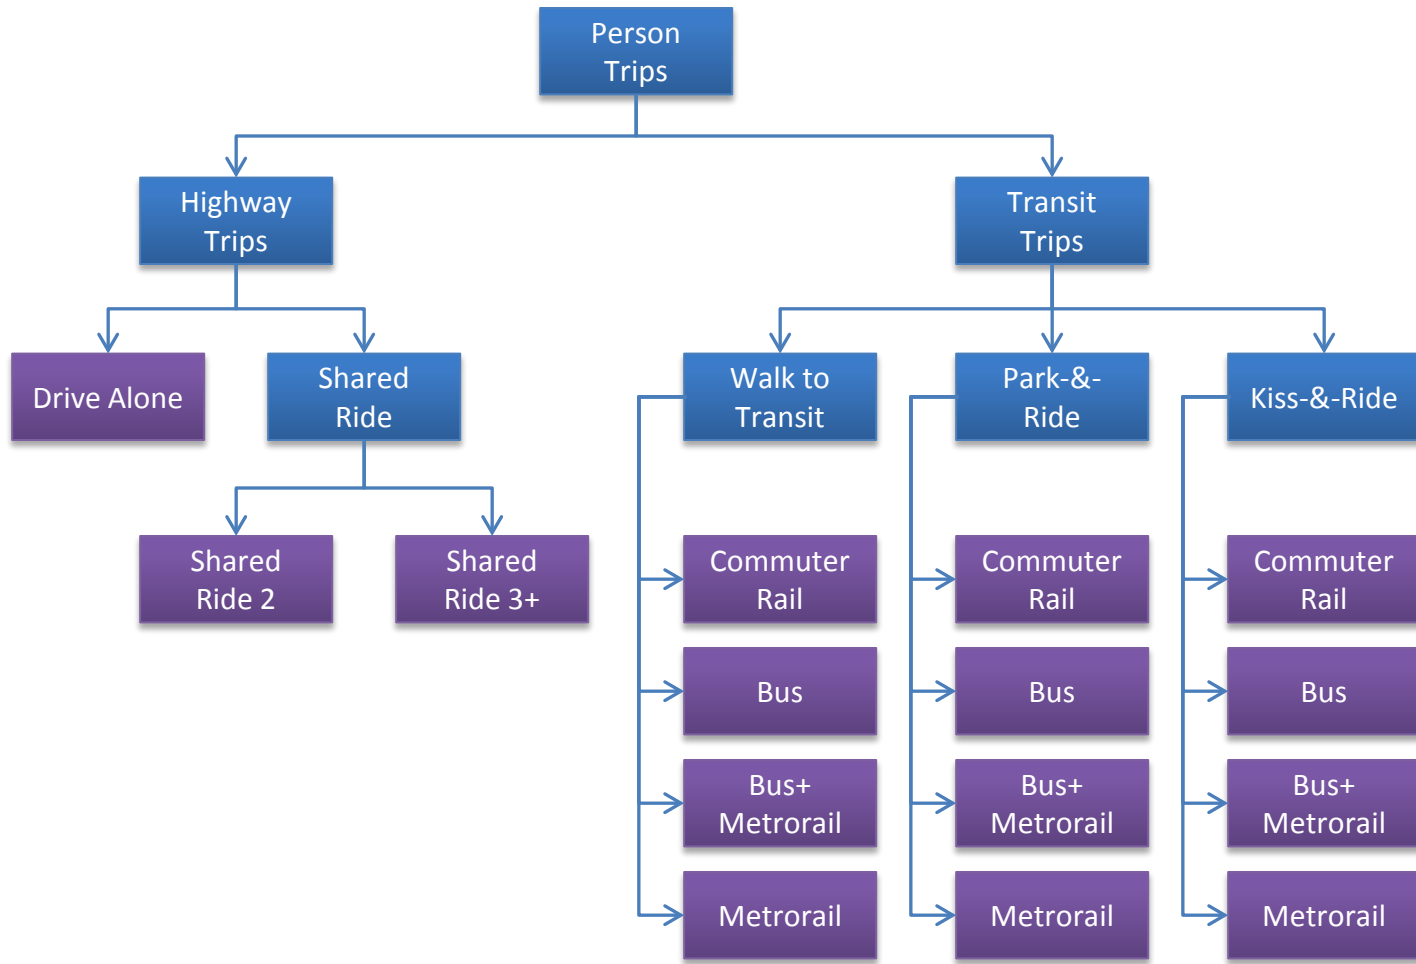 Person
Trips
Highway
Trips
Transit
Trips
Drive Alone
Shared
Ride
Walk to
Transit
Park-&-
Ride
Kiss-&-Ride
Shared
Ride 2
Shared
Ride 3+
Commuter
Rail
Commuter
Rail
Commuter
Rail
Bus
Bus
Bus
Bus+
Metrorail
Bus+
Metrorail
Bus+
Metrorail
Metrorail
Metrorail
Metrorail